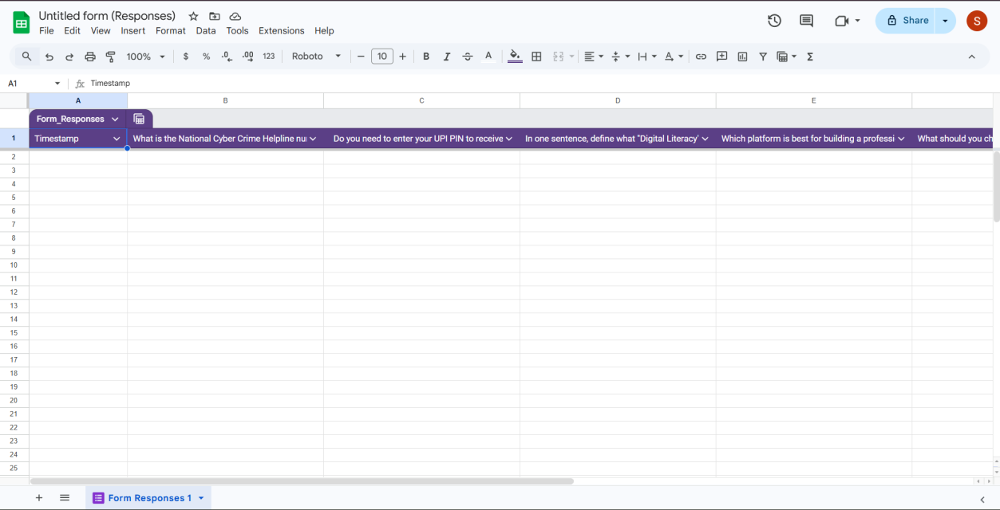 Untitled form (Responses)
File Edit View Insert Format Data Tools Extensions Help
Share
S
100% $ % .0 .00 123 Roboto 10 B I S A
A1 fx Timestamp
A B C D E
Form_Responses
1 Timestamp What is the National Cyber Crime Helpline nu Do you need to enter your UPI PIN to receive In one sentence, define what "Digital Literacy' Which platform is best for building a professi What should you ch
2
3
4
5
6
7
8
9
10
11
12
13
14
15
16
17
18
19
20
21
22
23
24
25
Form Responses 1